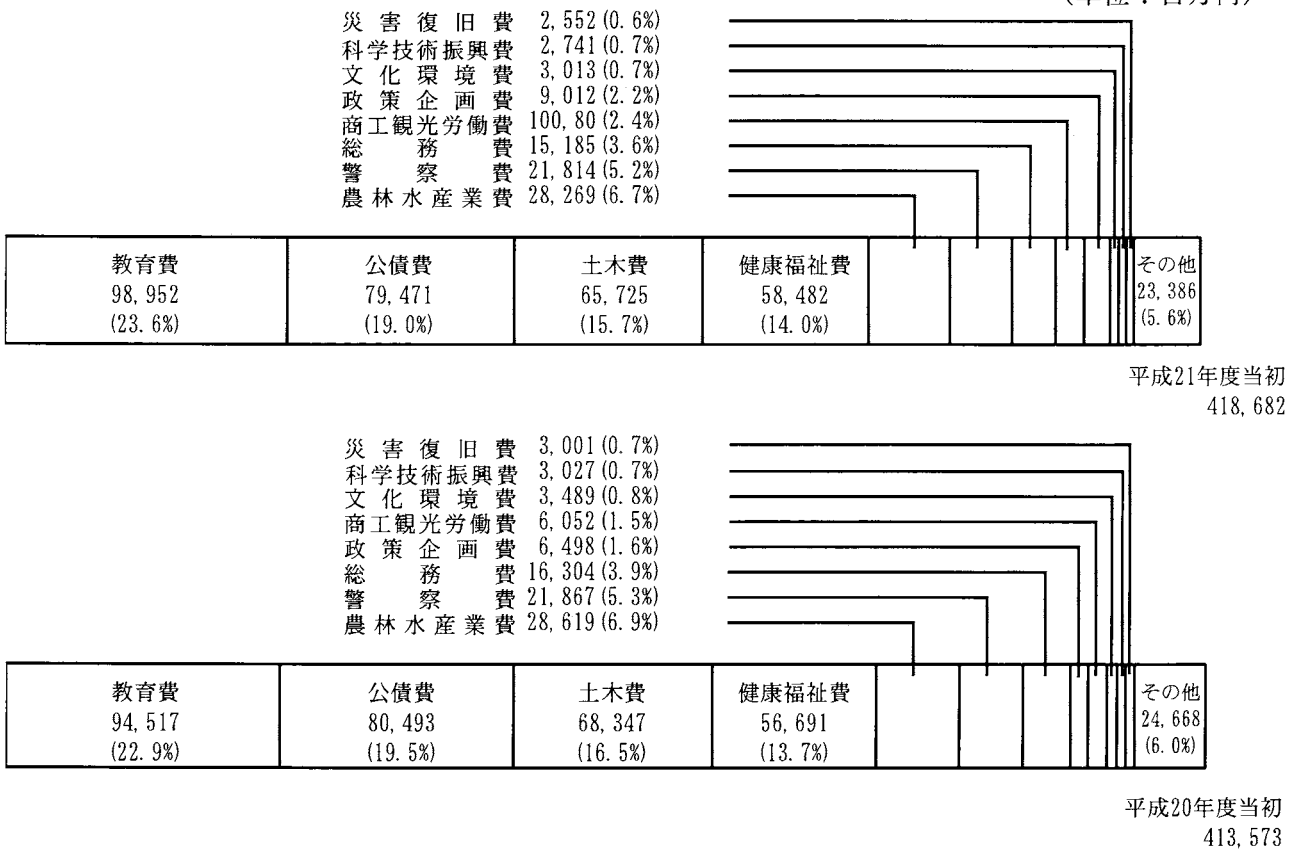 (単位：百万円)
災害復旧費 2,552(0.6%)
科学技術振興費 2,741(0.7%)
文化環境費 3,013(0.7%)
政策企画費 9,012(2.2%)
商工観光労働費 100,80(2.4%)
総務費 15,185(3.6%)
警察費 21,814(5.2%)
農林水産業費 28,269(6.7%)
教育費 公債費 土木費 健康福祉費 その他
98,952 79,471 65,725 58,482 23,386
(23.6%) (19.0%) (15.7%) (14.0%) (5.6%)
平成21年度当初
418,682
災害復旧費 3,001(0.7%)
科学技術振興費 3,027(0.7%)
文化環境費 3,489(0.8%)
商工観光労働費 6,052(1.5%)
政策企画費 6,498(1.6%)
総務費 16,304(3.9%)
警察費 21,867(5.3%)
農林水産業費 28,619(6.9%)
教育費 公債費 土木費 健康福祉費 その他
94,517 80,493 68,347 56,691 24,668
(22.9%) (19.5%) (16.5%) (13.7%) (6.0%)
平成20年度当初
413,573